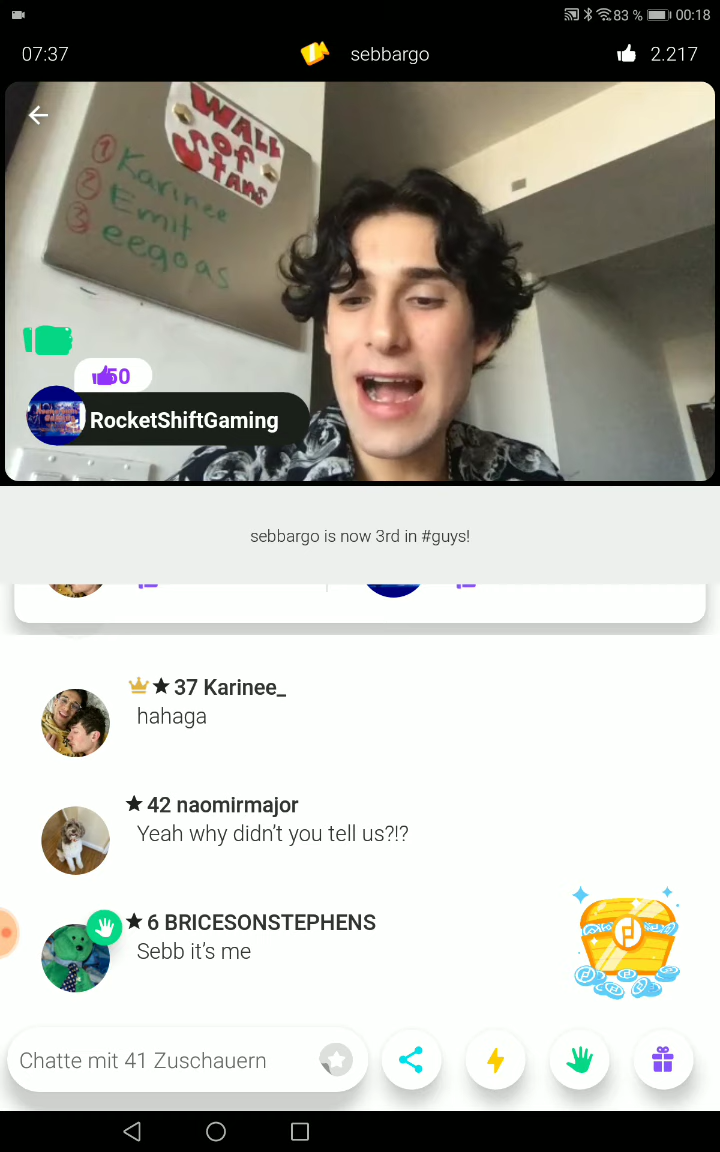 83 % 00:18
07:37 sebbargo 2.217
WALL
OF
STARS
1 Karinee
2 Emit
3 eegoas
50
RocketShiftGaming
sebbargo is now 3rd in #guys!
37 Karinee_
hahaga
42 naomirmajor
Yeah why didn’t you tell us?!?
6 BRICESONSTEPHENS
Sebb it’s me
Chatte mit 41 Zuschauern